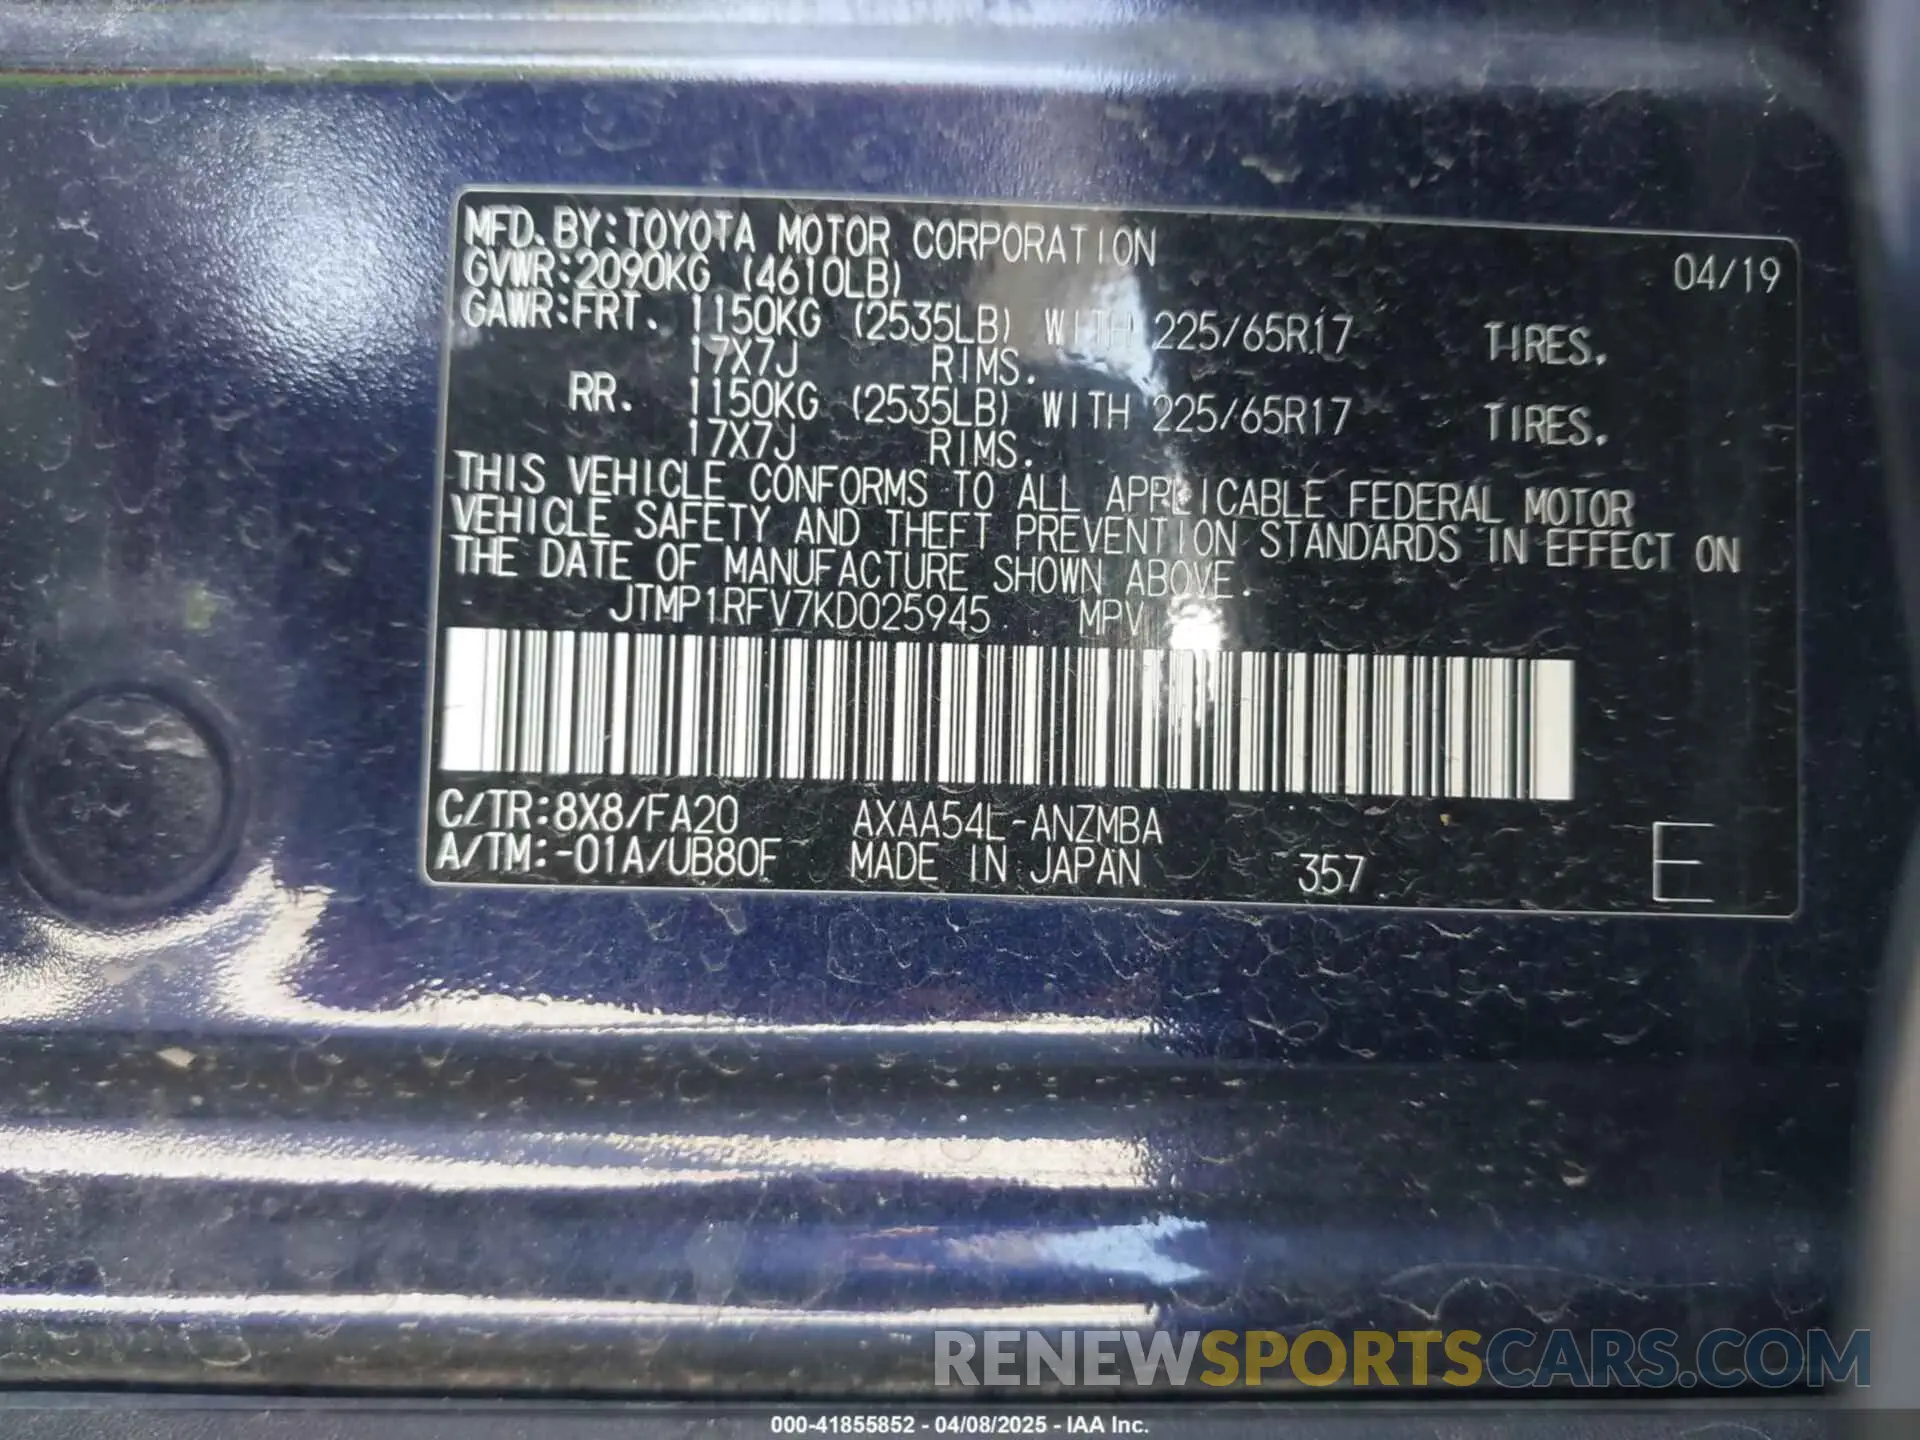 MFD. BY: TOYOTA MOTOR CORPORATION 04/19
GVWR: 2090KG (4610LB)
GAWR: FRT. 1150KG (2535LB) WITH 225/65R17 TIRES.
17X7J RIMS.
RR. 1150KG (2535LB) WITH 225/65R17 TIRES.
17X7J RIMS.
THIS VEHICLE CONFORMS TO ALL APPLICABLE FEDERAL MOTOR
VEHICLE SAFETY AND THEFT PREVENTION STANDARDS IN EFFECT ON
THE DATE OF MANUFACTURE SHOWN ABOVE.
JTMP1RFV7KD025945 MPV
C/TR: 8X8/FA20 AXAA54L-ANZMBA
A/TM: -01A/UB80F MADE IN JAPAN 357 E
RENEWSPORTSCARS.COM
000-41855852 - 04/08/2025 - IAA Inc.